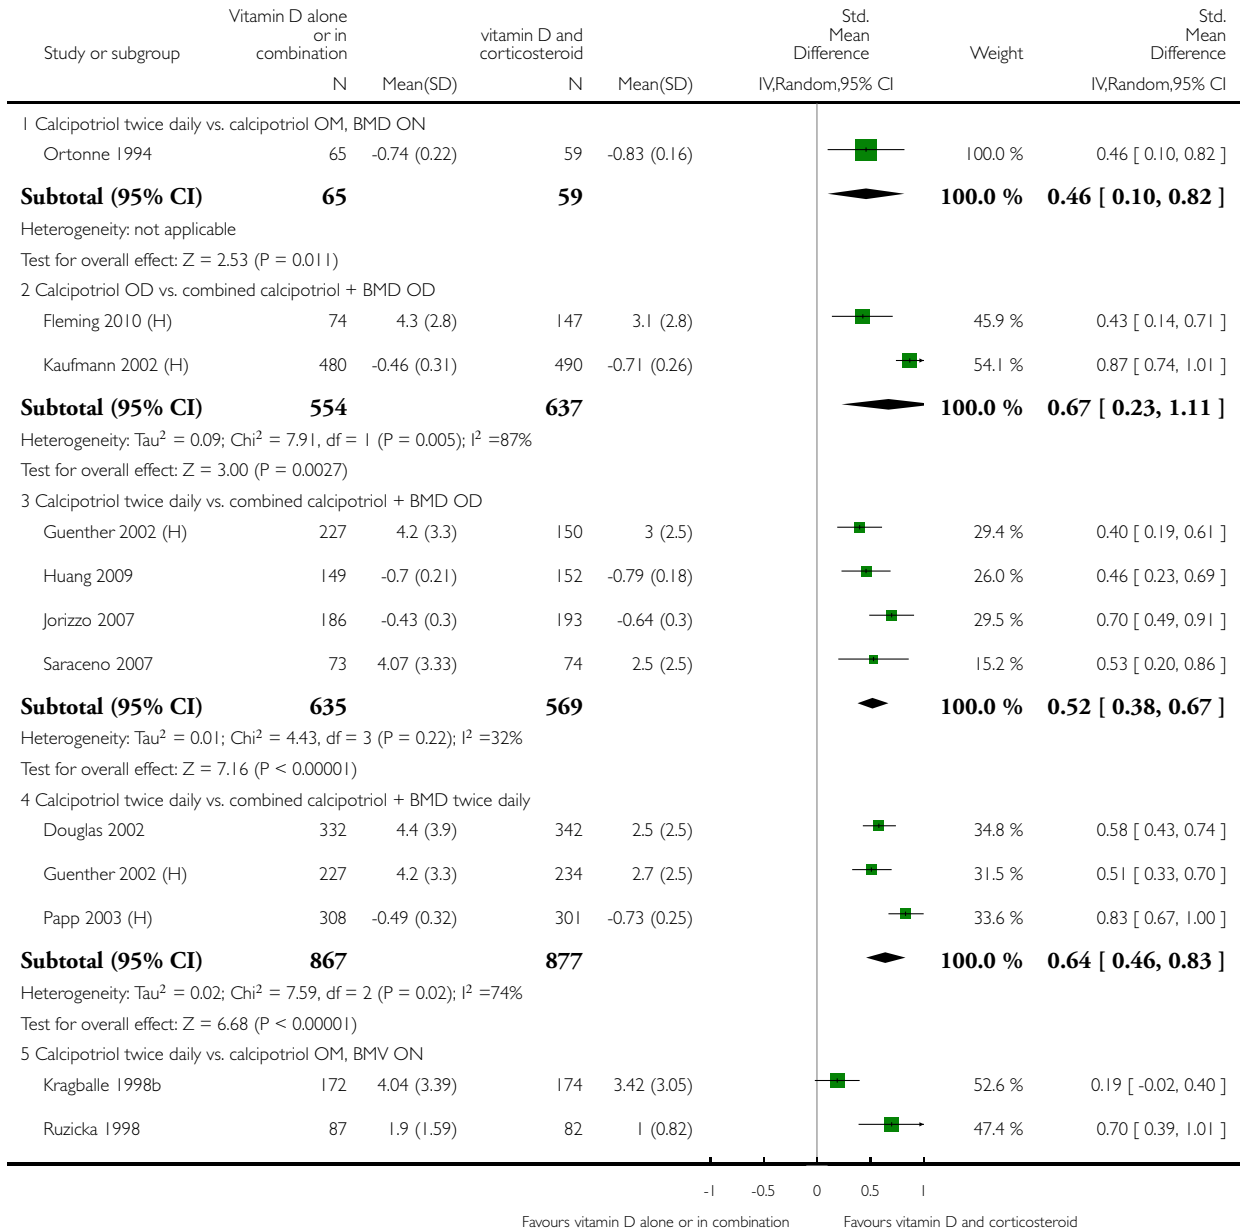 Study or subgroup Vitamin D alone or in combination vitamin D and corticosteroid Std. Mean Difference Weight Std. Mean Difference
N Mean(SD) N Mean(SD) IV,Random,95% CI IV,Random,95% CI
1 Calcipotriol twice daily vs. calcipotriol OM, BMD ON
Ortonne 1994 65 -0.74 (0.22) 59 -0.83 (0.16) 100.0 % 0.46 [ 0.10, 0.82 ]
Subtotal (95% CI) 65 59 100.0 % 0.46 [ 0.10, 0.82 ]
Heterogeneity: not applicable
Test for overall effect: Z = 2.53 (P = 0.011)
2 Calcipotriol OD vs. combined calcipotriol + BMD OD
Fleming 2010 (H) 74 4.3 (2.8) 147 3.1 (2.8) 45.9 % 0.43 [ 0.14, 0.71 ]
Kaufmann 2002 (H) 480 -0.46 (0.31) 490 -0.71 (0.26) 54.1 % 0.87 [ 0.74, 1.01 ]
Subtotal (95% CI) 554 637 100.0 % 0.67 [ 0.23, 1.11 ]
Heterogeneity: Tau² = 0.09; Chi² = 7.91, df = 1 (P = 0.005); I² =87%
Test for overall effect: Z = 3.00 (P = 0.0027)
3 Calcipotriol twice daily vs. combined calcipotriol + BMD OD
Guenther 2002 (H) 227 4.2 (3.3) 150 3 (2.5) 29.4 % 0.40 [ 0.19, 0.61 ]
Huang 2009 149 -0.7 (0.21) 152 -0.79 (0.18) 26.0 % 0.46 [ 0.23, 0.69 ]
Jorizzo 2007 186 -0.43 (0.3) 193 -0.64 (0.3) 29.5 % 0.70 [ 0.49, 0.91 ]
Saraceno 2007 73 4.07 (3.33) 74 2.5 (2.5) 15.2 % 0.53 [ 0.20, 0.86 ]
Subtotal (95% CI) 635 569 100.0 % 0.52 [ 0.38, 0.67 ]
Heterogeneity: Tau² = 0.01; Chi² = 4.43, df = 3 (P = 0.22); I² =32%
Test for overall effect: Z = 7.16 (P < 0.00001)
4 Calcipotriol twice daily vs. combined calcipotriol + BMD twice daily
Douglas 2002 332 4.4 (3.9) 342 2.5 (2.5) 34.8 % 0.58 [ 0.43, 0.74 ]
Guenther 2002 (H) 227 4.2 (3.3) 234 2.7 (2.5) 31.5 % 0.51 [ 0.33, 0.70 ]
Papp 2003 (H) 308 -0.49 (0.32) 301 -0.73 (0.25) 33.6 % 0.83 [ 0.67, 1.00 ]
Subtotal (95% CI) 867 877 100.0 % 0.64 [ 0.46, 0.83 ]
Heterogeneity: Tau² = 0.02; Chi² = 7.59, df = 2 (P = 0.02); I² =74%
Test for overall effect: Z = 6.68 (P < 0.00001)
5 Calcipotriol twice daily vs. calcipotriol OM, BMV ON
Kragballe 1998b 172 4.04 (3.39) 174 3.42 (3.05) 52.6 % 0.19 [ -0.02, 0.40 ]
Ruzicka 1998 87 1.9 (1.59) 82 1 (0.82) 47.4 % 0.70 [ 0.39, 1.01 ]
-1 -0.5 0 0.5 1
Favours vitamin D alone or in combination Favours vitamin D and corticosteroid